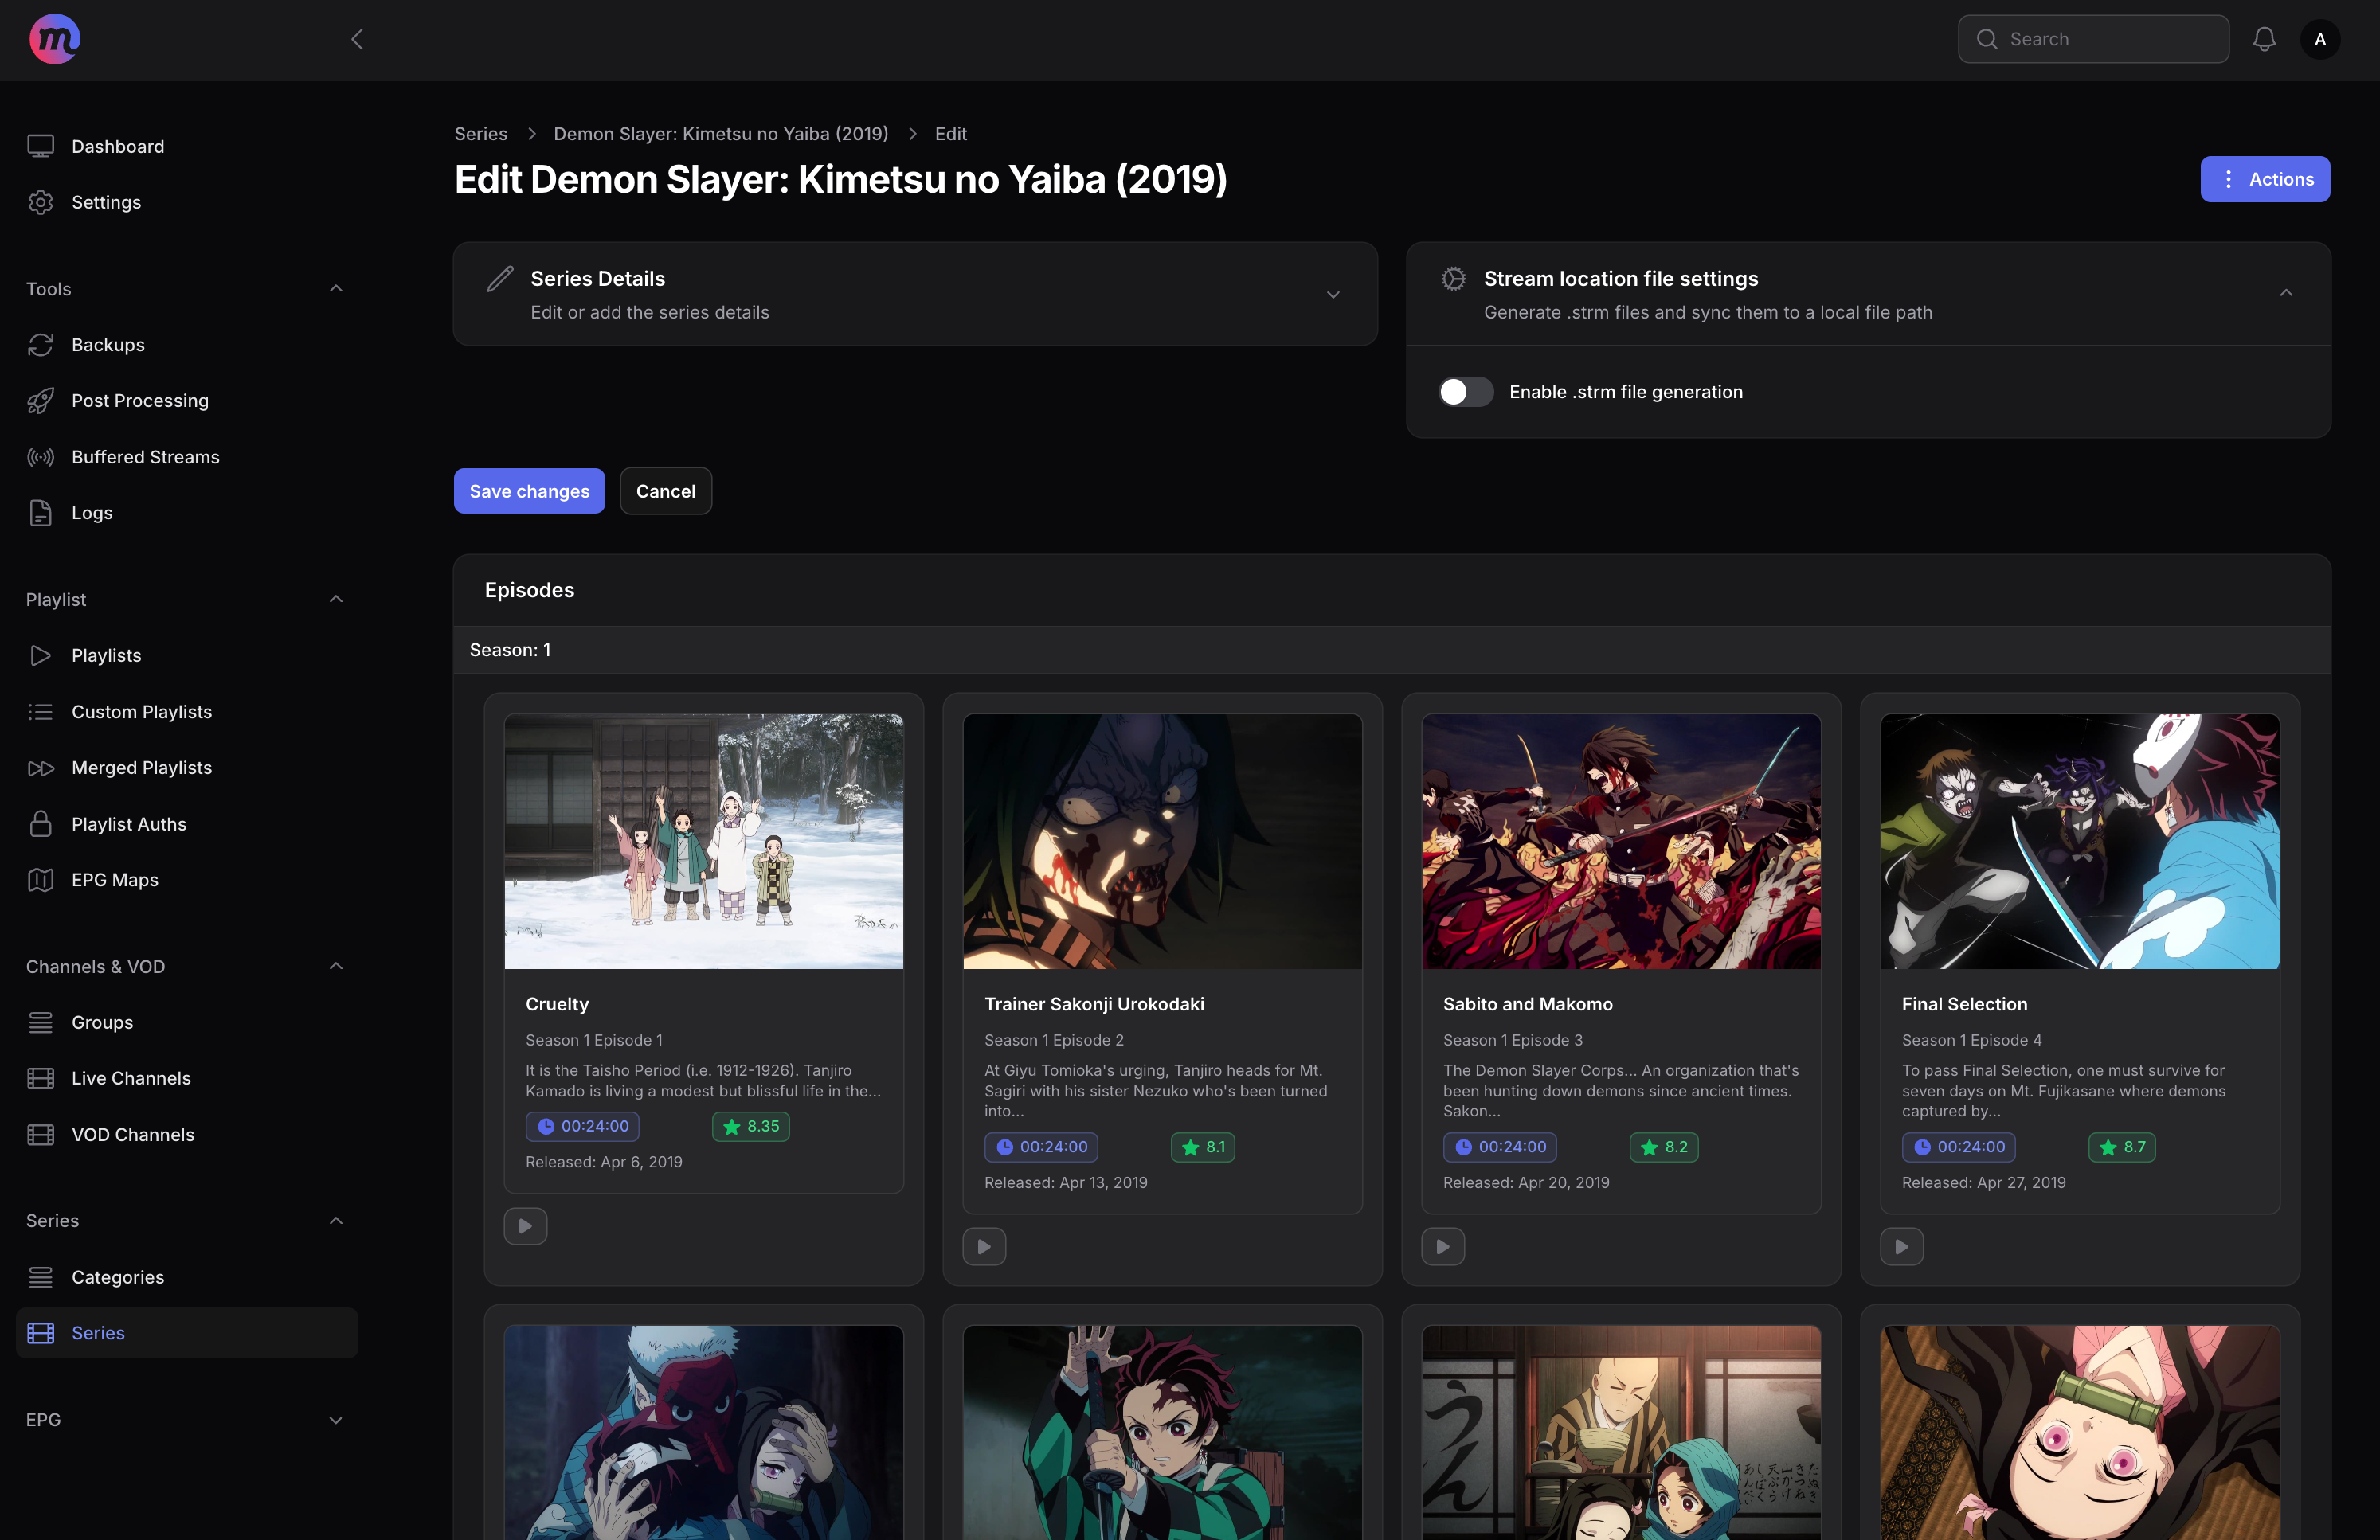 m
Search
A
Dashboard
Settings
Tools
Backups
Post Processing
Buffered Streams
Logs
Playlist
Playlists
Custom Playlists
Merged Playlists
Playlist Auths
EPG Maps
Channels & VOD
Groups
Live Channels
VOD Channels
Series
Categories
Series
EPG
Series > Demon Slayer: Kimetsu no Yaiba (2019) > Edit
Edit Demon Slayer: Kimetsu no Yaiba (2019)
Actions
Series Details
Edit or add the series details
Stream location file settings
Generate .strm files and sync them to a local file path
Enable .strm file generation
Save changes
Cancel
Episodes
Season: 1
Cruelty
Season 1 Episode 1
It is the Taisho Period (i.e. 1912-1926). Tanjiro
Kamado is living a modest but blissful life in the...
00:24:00
8.35
Released: Apr 6, 2019
Trainer Sakonji Urokodaki
Season 1 Episode 2
At Giyu Tomioka's urging, Tanjiro heads for Mt.
Sagiri with his sister Nezuko who's been turned
into...
00:24:00
8.1
Released: Apr 13, 2019
Sabito and Makomo
Season 1 Episode 3
The Demon Slayer Corps... An organization that's
been hunting down demons since ancient times.
Sakon...
00:24:00
8.2
Released: Apr 20, 2019
Final Selection
Season 1 Episode 4
To pass Final Selection, one must survive for
seven days on Mt. Fujikasane where demons
captured by...
00:24:00
8.7
Released: Apr 27, 2019
うん